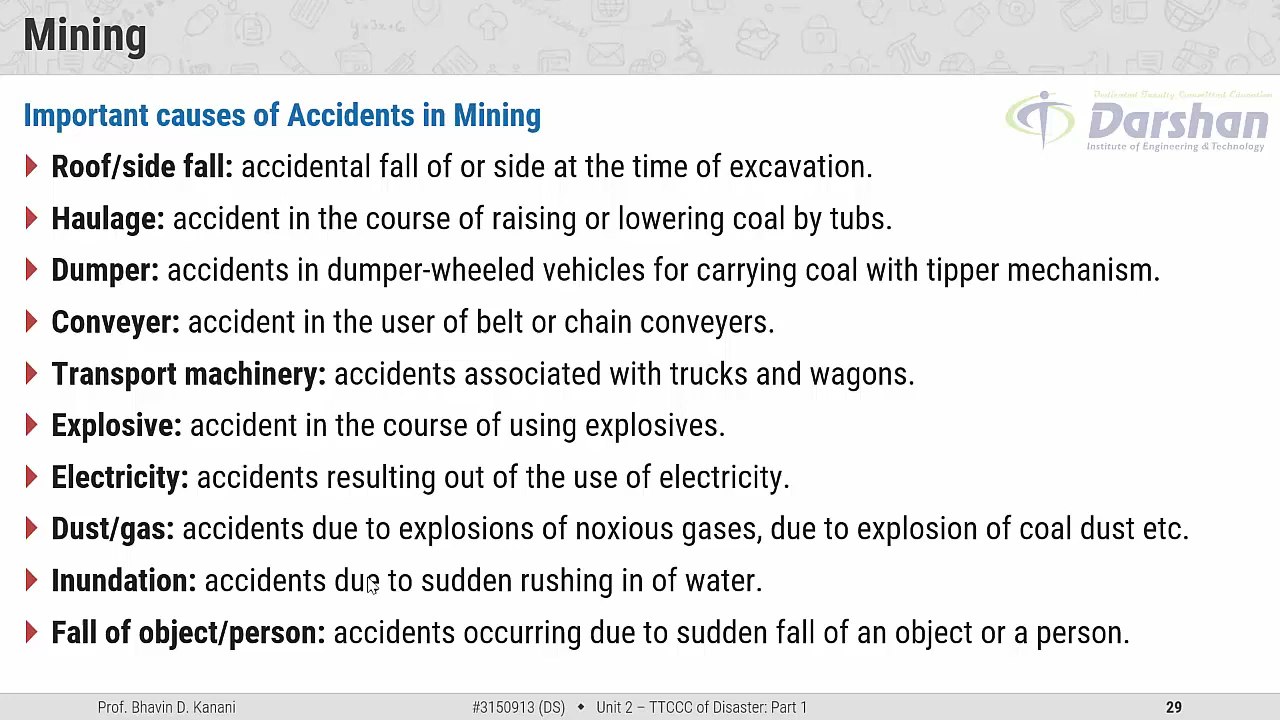 Mining
Important causes of Accidents in Mining
Dedicated Faculty Committed Education
Darshan
Institute of Engineering & Technology
Roof/side fall: accidental fall of or side at the time of excavation.
Haulage: accident in the course of raising or lowering coal by tubs.
Dumper: accidents in dumper-wheeled vehicles for carrying coal with tipper mechanism.
Conveyer: accident in the user of belt or chain conveyers.
Transport machinery: accidents associated with trucks and wagons.
Explosive: accident in the course of using explosives.
Electricity: accidents resulting out of the use of electricity.
Dust/gas: accidents due to explosions of noxious gases, due to explosion of coal dust etc.
Inundation: accidents due to sudden rushing in of water.
Fall of object/person: accidents occurring due to sudden fall of an object or a person.
Prof. Bhavin D. Kanani
#3150913 (DS) ◆ Unit 2 – TTCCC of Disaster: Part 1
29